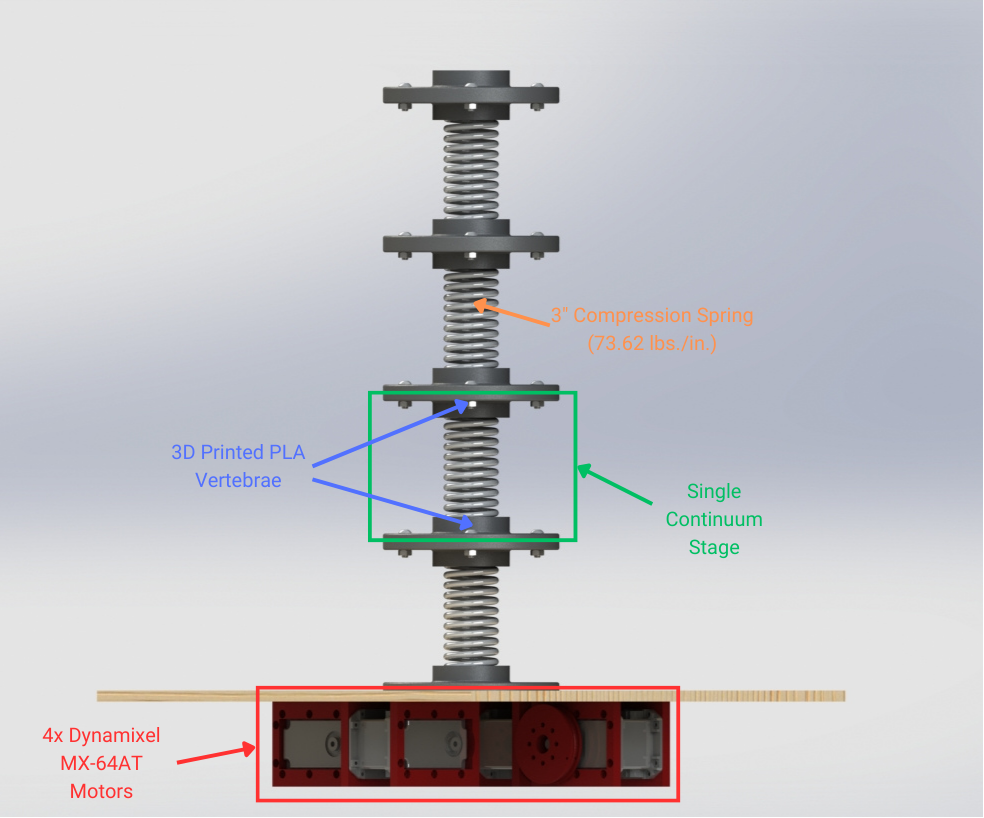 3" Compression Spring
(73.62 lbs./in.)
3D Printed PLA
Vertebrae
Single
Continuum
Stage
4x Dynamixel
MX-64AT
Motors